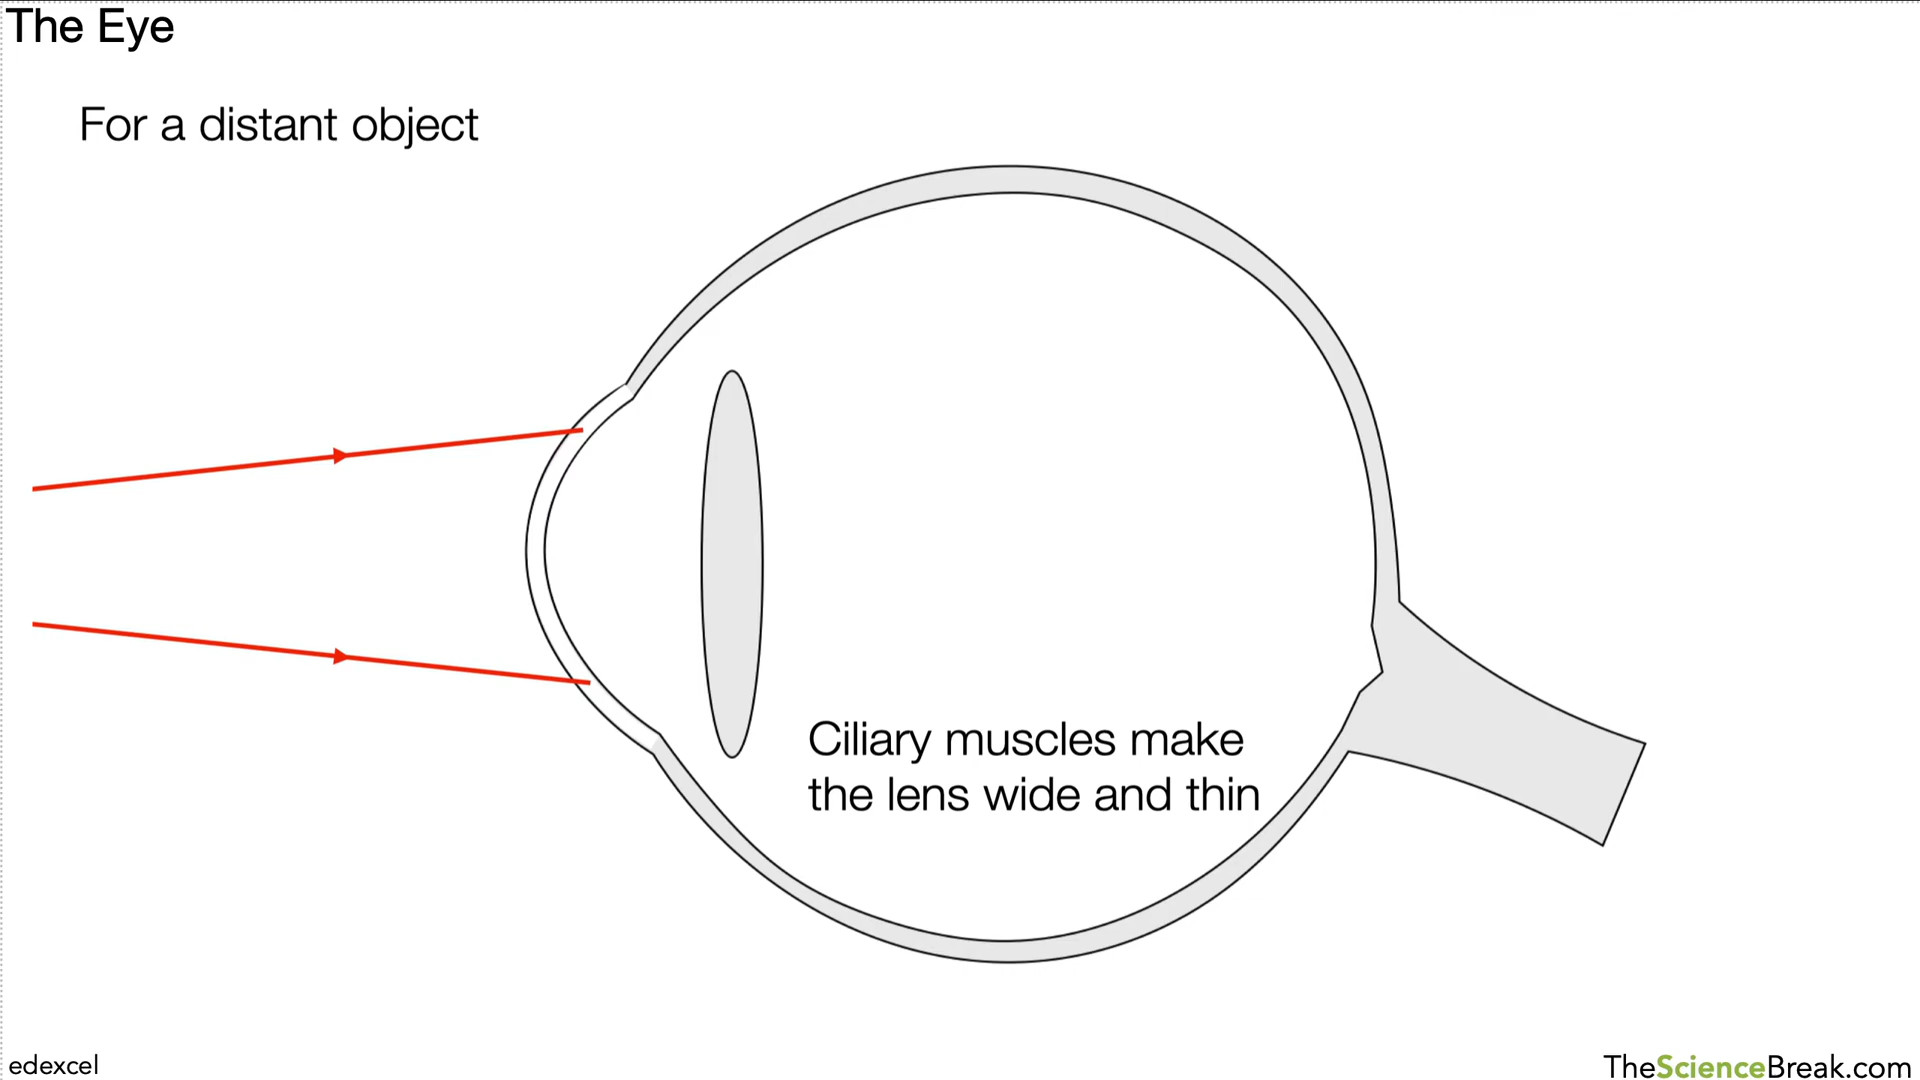 The Eye
For a distant object
Ciliary muscles make
the lens wide and thin
edexcel
TheScienceBreak.com